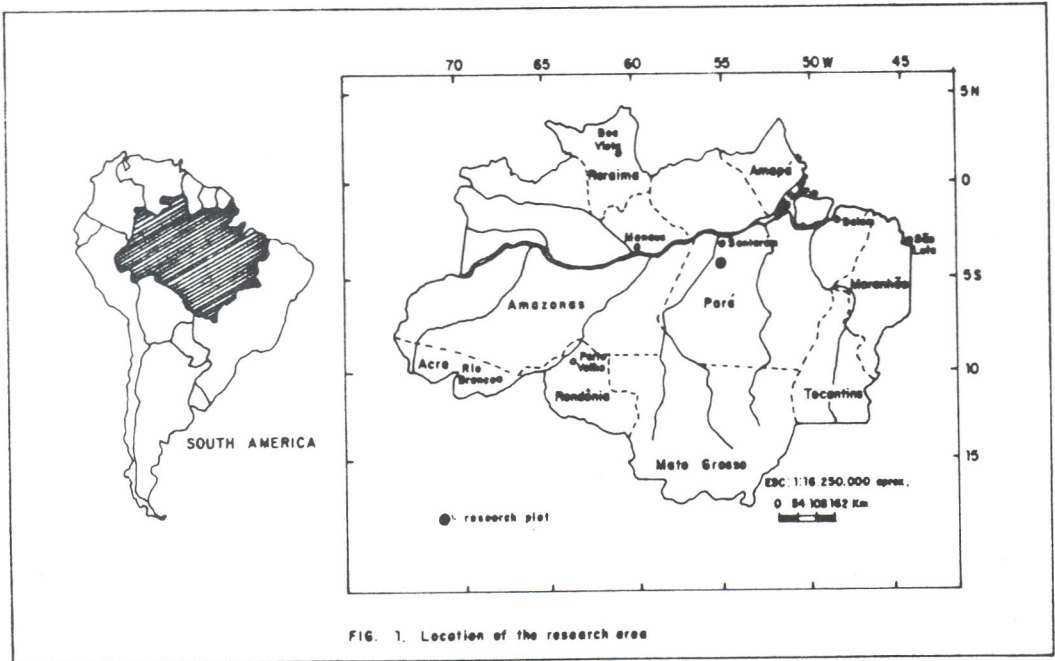 70 65 60 55 50 W 45
5N
Boa
Vista
Roraima
Amapá
0
Belem
Manaus
Santarem
São
Luis
5S
Maranhão
Amazonas
Pará
Acre
Rio
Branco
Porto
Velho
Rondônia
10
Tocantins
SOUTH AMERICA
Mato Grosso
15
ESC: 1:16.250.000 aprox.
0 54 108 162 Km
research plot
FIG. 1. Location of the research area